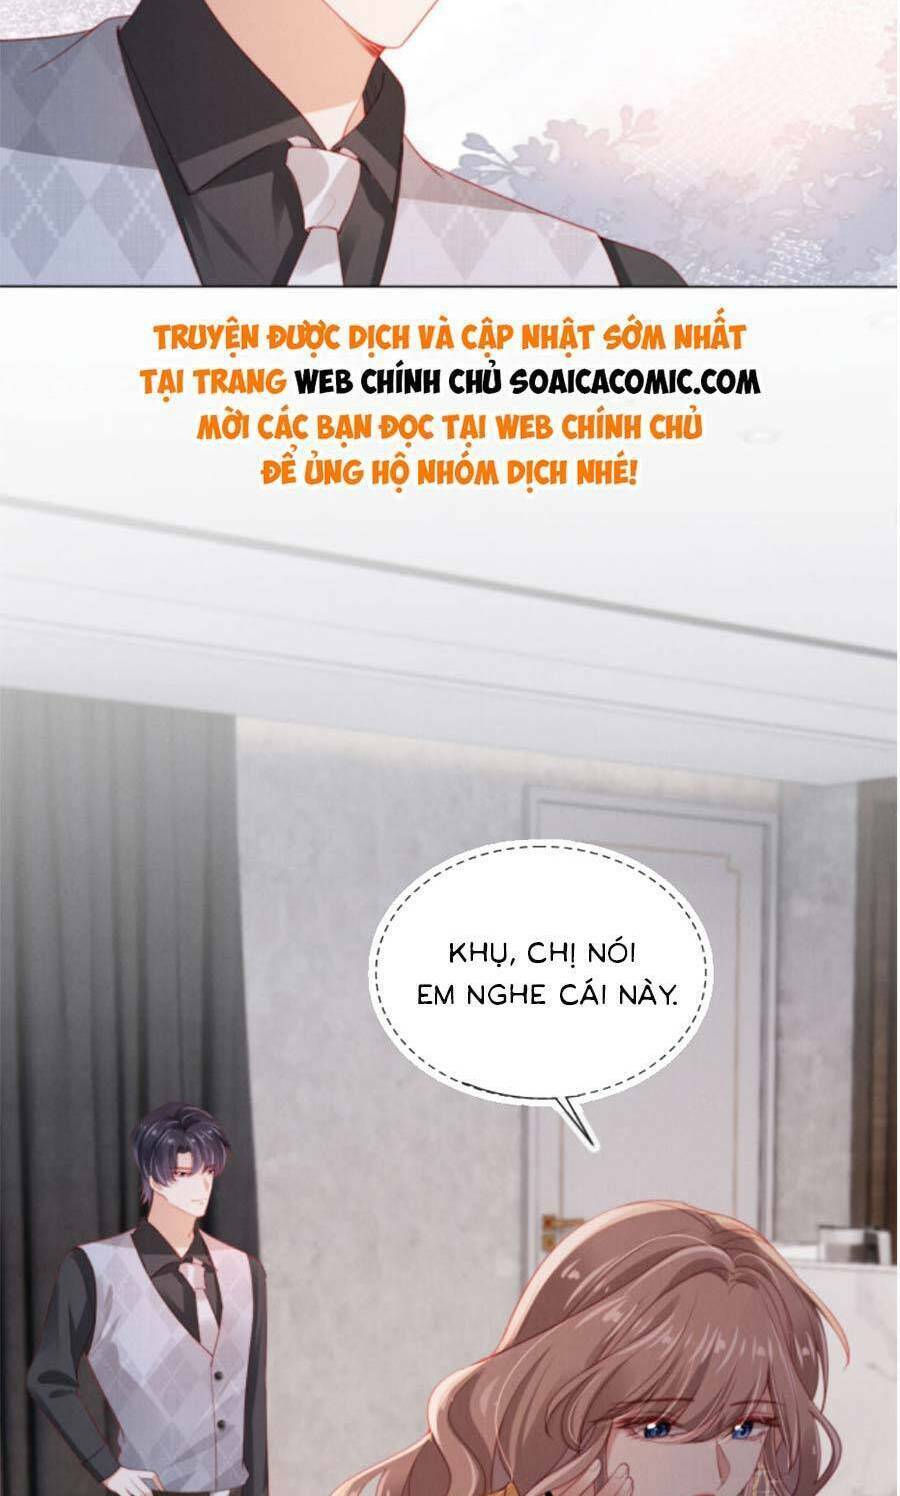 TRUYỆN ĐƯỢC DỊCH VÀ CẬP NHẬT SỚM NHẤT
TẠI TRANG WEB CHÍNH CHỦ SOAICACOMIC.COM
MỜI CÁC BẠN ĐỌC TẠI WEB CHÍNH CHỦ
ĐỂ ỦNG HỘ NHÓM DỊCH NHÉ!
KHỤ, CHỊ NÓI
EM NGHE CÁI NÀY.